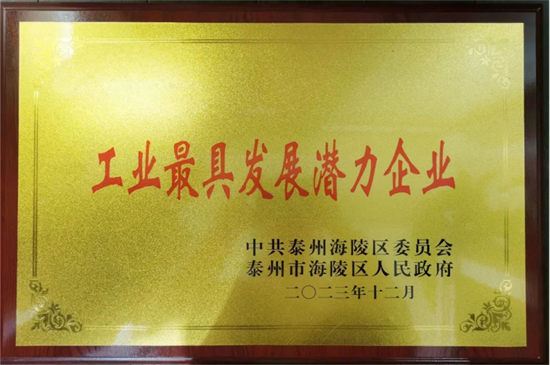 工业最具发展潜力企业
中共泰州海陵区委员会
泰州市海陵区人民政府
二〇二三年十二月